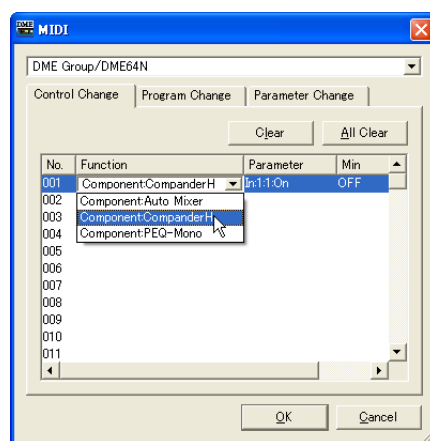 DME MIDI
DME Group/DME64N
Control Change Program Change Parameter Change
Clear All Clear
No. Function Parameter Min
001 Component:CompanderH In:1:1:On OFF
002 Component:Auto Mixer
003 Component:CompanderH
004 Component:PEQ-Mono
005
006
007
008
009
010
011
OK Cancel